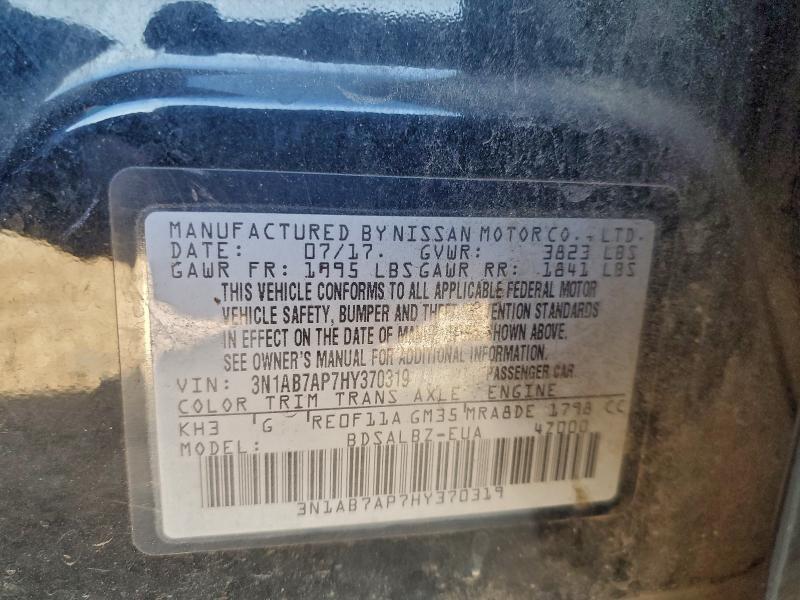 MANUFACTURED BY NISSAN MOTOR CO., LTD.
DATE: 07/17. GVWR: 3823 LBS
GAWR FR: 1995 LBS GAWR RR: 1841 LBS
THIS VEHICLE CONFORMS TO ALL APPLICABLE FEDERAL MOTOR
VEHICLE SAFETY, BUMPER AND THEFT PREVENTION STANDARDS
IN EFFECT ON THE DATE OF MANUFACTURE SHOWN ABOVE.
SEE OWNER'S MANUAL FOR ADDITIONAL INFORMATION.
VIN: 3N1AB7AP7HY370319 PASSENGER CAR
COLOR TRIM TRANS AXLE ENGINE
KH3 G RE0F11A GM35 MRA8DE 1798 CC
MODEL: BDSALBZ-EUA 47000
3N1AB7AP7HY370319